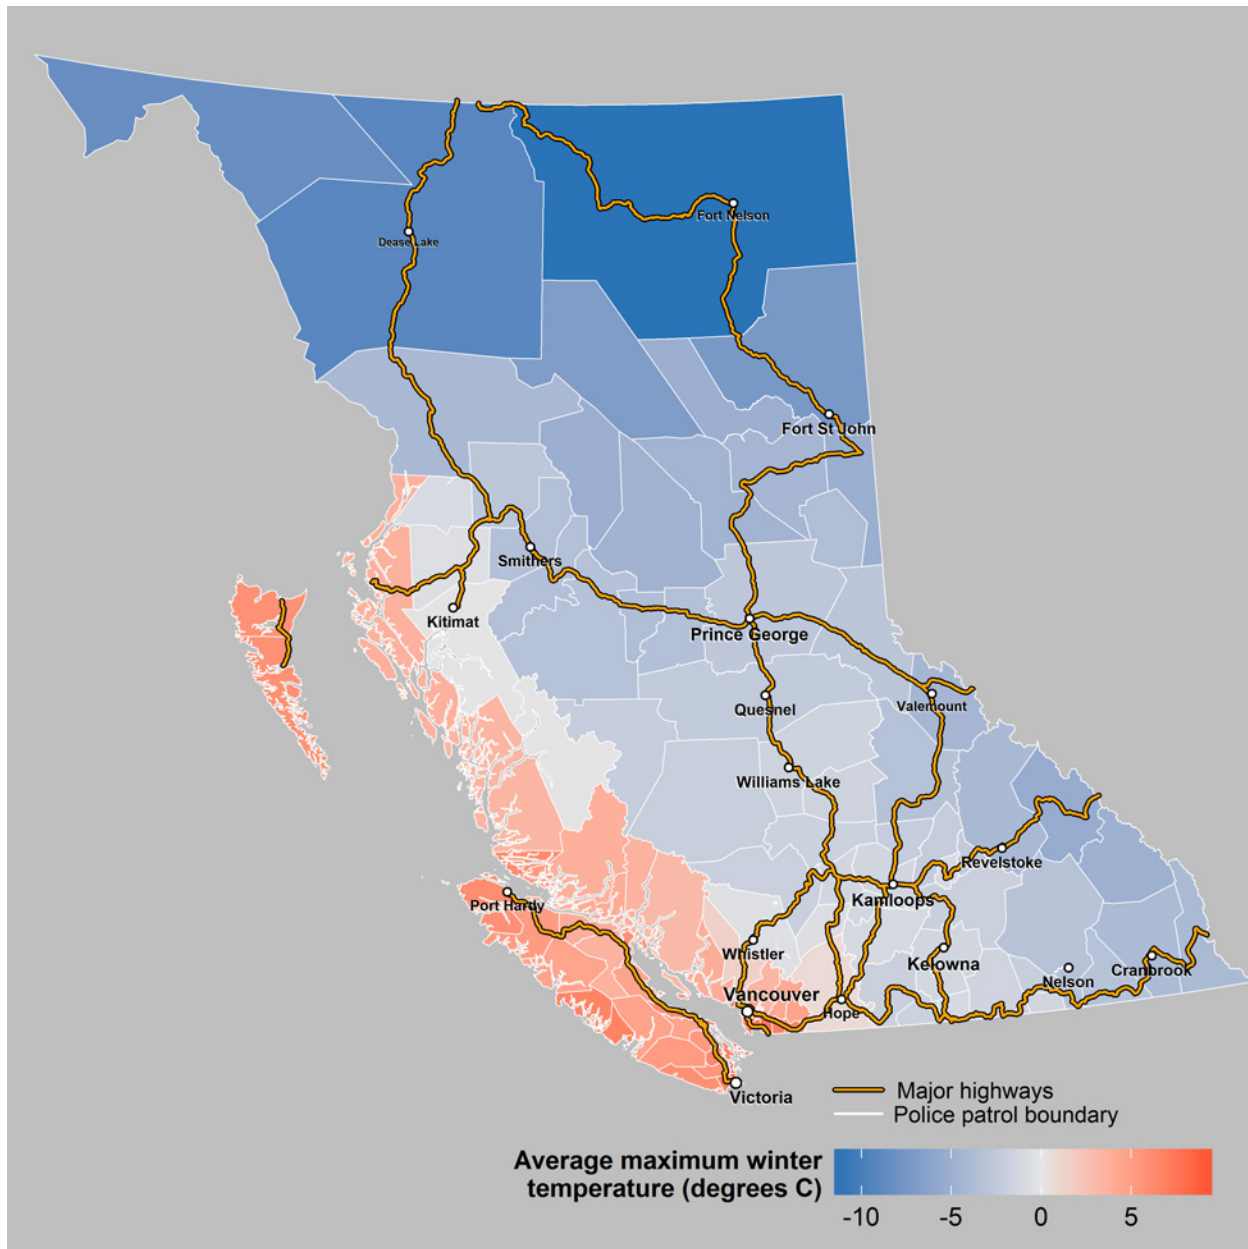 Fort Nelson
Dease Lake
Fort St John
Smithers
Kitimat
Prince George
Quesnel
Valemount
Williams Lake
Revelstoke
Port Hardy
Kamloops
Whistler
Kelowna
Cranbrook
Nelson
Vancouver
Hope
Victoria
Major highways
Police patrol boundary
Average maximum winter
temperature (degrees C)
-10 -5 0 5